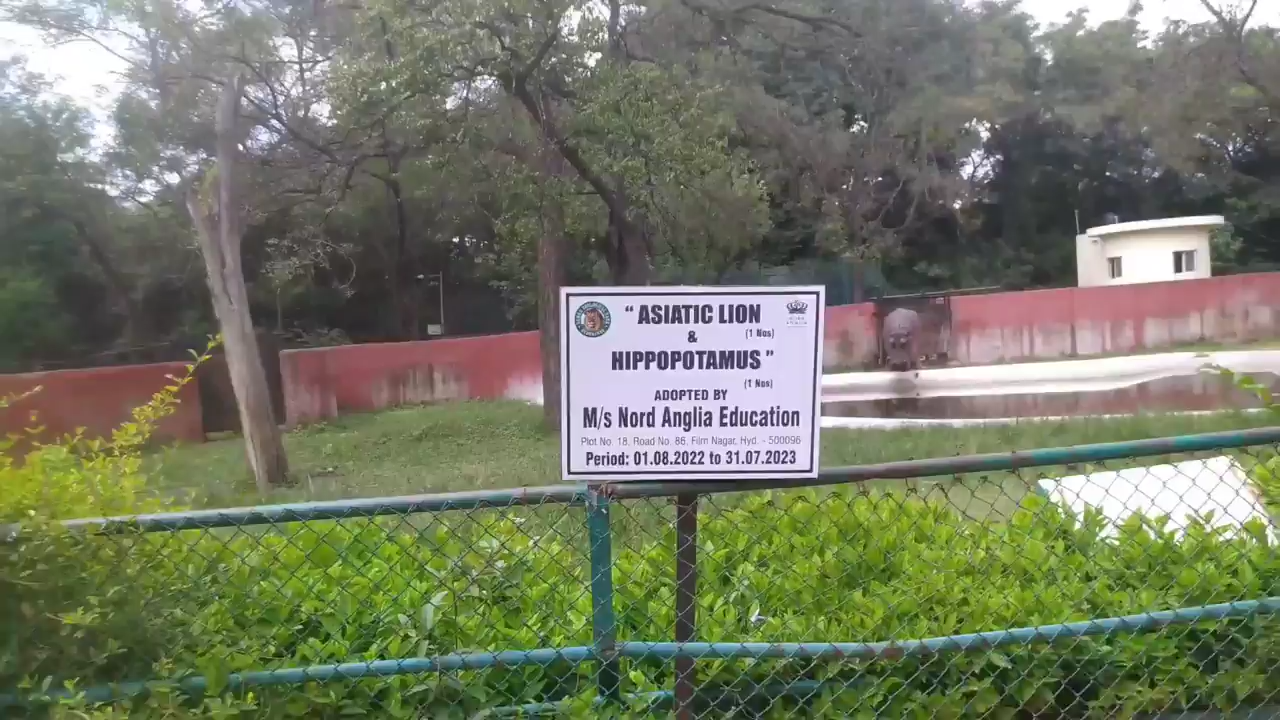 “ ASIATIC LION
(1 Nos)
&
HIPPOPOTAMUS ”
(1 Nos)
ADOPTED BY
M/s Nord Anglia Education
Plot No. 18, Road No. 86, Film Nagar, Hyd. - 500096
Period: 01.08.2022 to 31.07.2023